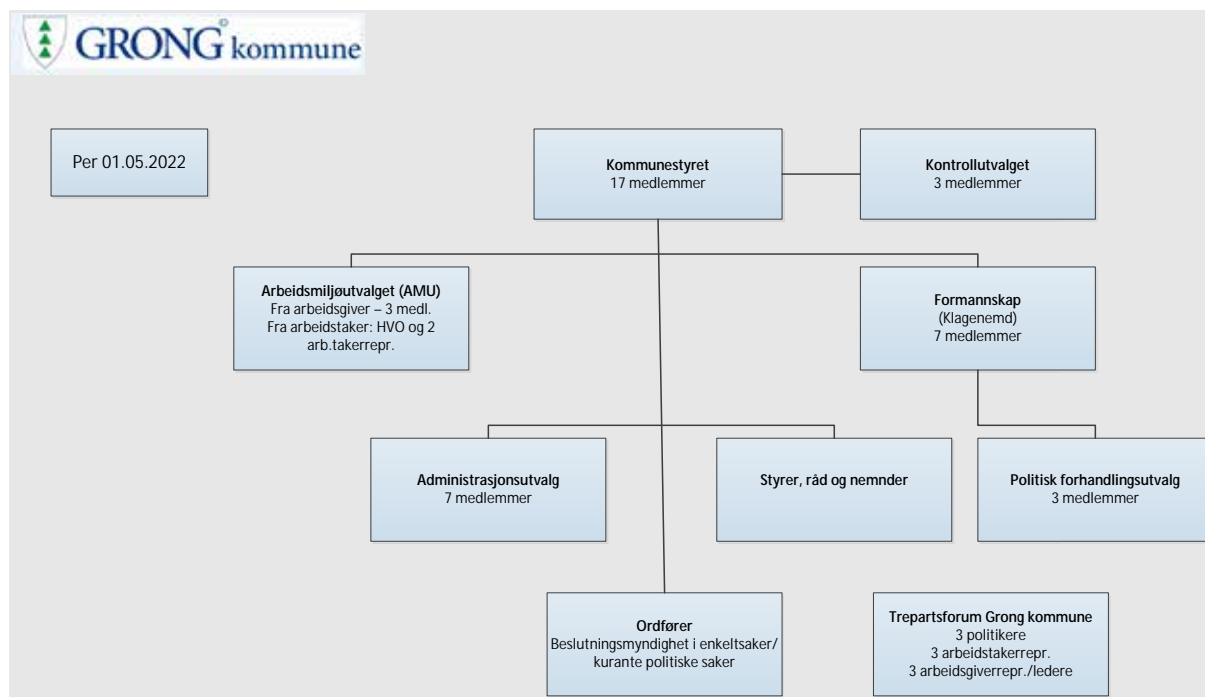 GRONG kommune
Per 01.05.2022
Kommunestyret
17 medlemmer
Kontrollutvalget
3 medlemmer
Arbeidsmiljøutvalget (AMU)
Fra arbeidsgiver – 3 medl.
Fra arbeidstaker: HVO og 2
arb.takerrepr.
Formannskap
(Klagenemd)
7 medlemmer
Administrasjonsutvalg
7 medlemmer
Styrer, råd og nemnder
Politisk forhandlingsutvalg
3 medlemmer
Ordfører
Beslutningsmyndighet i enkeltsaker/
kurante politiske saker
Trepartsforum Grong kommune
3 politikere
3 arbeidstakerrepr.
3 arbeidsgiverrepr./ledere